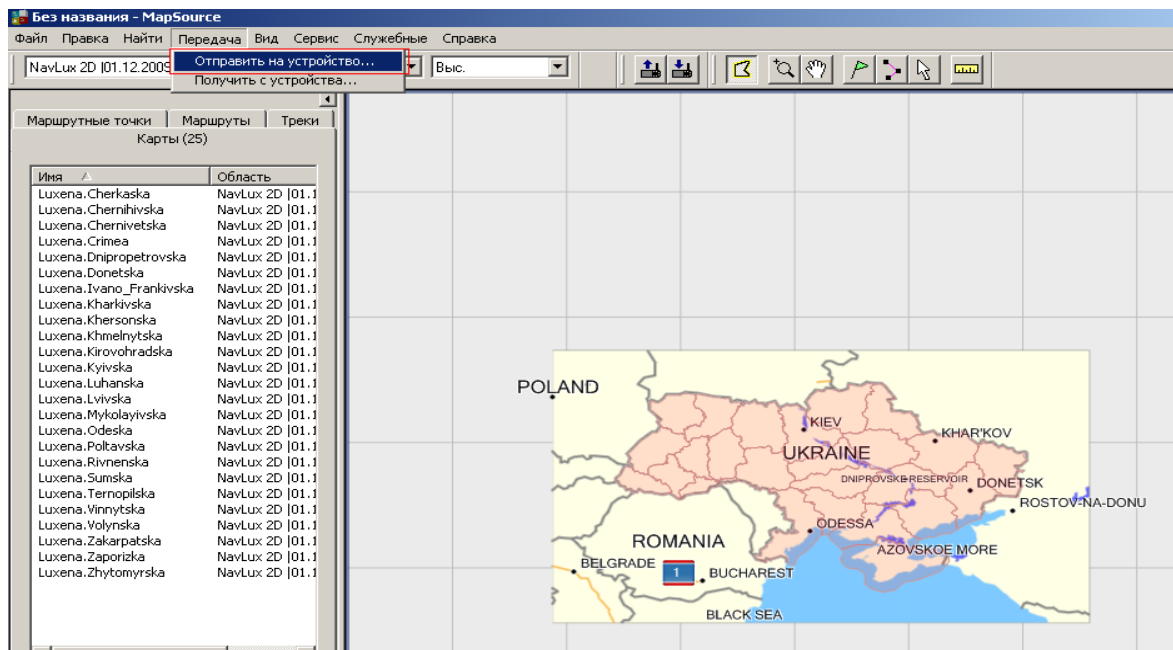 Без названия - MapSource
Файл Правка Найти Передача Вид Сервис Служебные Справка
NavLux 2D |01.12.2009
Выс.
Отправить на устройство...
Получить с устройства...
Маршрутные точки Маршруты Треки
Карты (25)
Имя Область
Luxena.Cherkaska NavLux 2D |01.1
Luxena.Chernihivska NavLux 2D |01.1
Luxena.Chernivetska NavLux 2D |01.1
Luxena.Crimea NavLux 2D |01.1
Luxena.Dnipropetrovska NavLux 2D |01.1
Luxena.Donetska NavLux 2D |01.1
Luxena.Ivano_Frankivska NavLux 2D |01.1
Luxena.Kharkivska NavLux 2D |01.1
Luxena.Khersonska NavLux 2D |01.1
Luxena.Khmelnytska NavLux 2D |01.1
Luxena.Kirovohradska NavLux 2D |01.1
Luxena.Kyivska NavLux 2D |01.1
Luxena.Luhanska NavLux 2D |01.1
Luxena.Lvivska NavLux 2D |01.1
Luxena.Mykolayivska NavLux 2D |01.1
Luxena.Odeska NavLux 2D |01.1
Luxena.Poltavska NavLux 2D |01.1
Luxena.Rivnenska NavLux 2D |01.1
Luxena.Sumska NavLux 2D |01.1
Luxena.Ternopilska NavLux 2D |01.1
Luxena.Vinnytska NavLux 2D |01.1
Luxena.Volynska NavLux 2D |01.1
Luxena.Zakarpatska NavLux 2D |01.1
Luxena.Zaporizka NavLux 2D |01.1
Luxena.Zhytomyrska NavLux 2D |01.1
POLAND
KIEV
KHAR'KOV
UKRAINE
DNIPROVSKE RESERVOIR
DONETSK
ROSTOV-NA-DONU
ODESSA
ROMANIA
AZOVSKOE MORE
BELGRADE
1
BUCHAREST
BLACK SEA